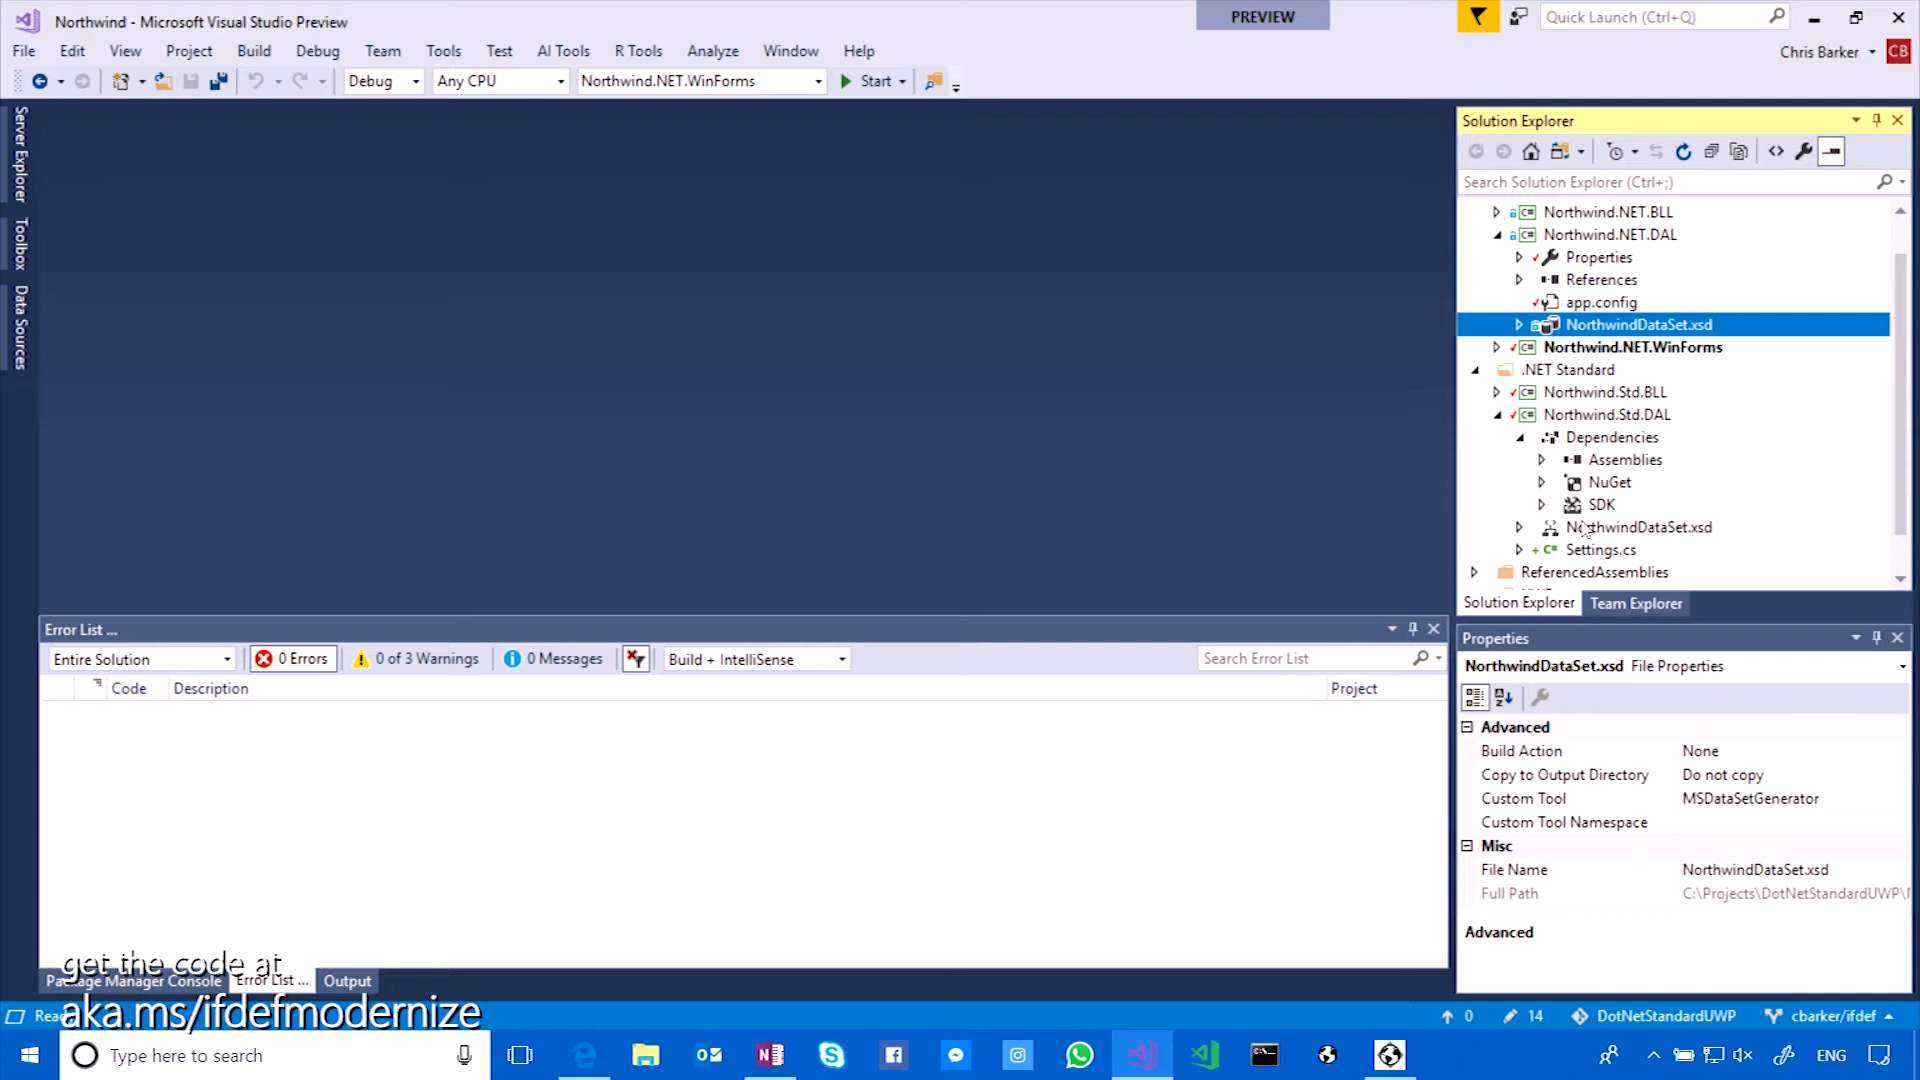 Northwind - Microsoft Visual Studio Preview
PREVIEW
Quick Launch (Ctrl+Q)
File Edit View Project Build Debug Team Tools Test AI Tools R Tools Analyze Window Help
Chris Barker CB
Debug Any CPU Northwind.NET.WinForms Start
Server Explorer
Toolbox
Data Sources
Solution Explorer
Search Solution Explorer (Ctrl+;)
Northwind.NET.BLL
Northwind.NET.DAL
Properties
References
app.config
NorthwindDataSet.xsd
Northwind.NET.WinForms
.NET Standard
Northwind.Std.BLL
Northwind.Std.DAL
Dependencies
Assemblies
NuGet
SDK
NorthwindDataSet.xsd
Settings.cs
ReferencedAssemblies
Solution Explorer Team Explorer
Error List ...
Entire Solution 0 Errors 0 of 3 Warnings 0 Messages Build + IntelliSense Search Error List
Code Description Project
Properties
NorthwindDataSet.xsd File Properties
Advanced
Build Action None
Copy to Output Directory Do not copy
Custom Tool MSDataSetGenerator
Custom Tool Namespace
Misc
File Name NorthwindDataSet.xsd
Full Path C:\Projects\DotNetStandardUWP\
Advanced
get the code at
Package Manager Console Error List ... Output
aka.ms/ifdefmodernize
0 14 DotNetStandardUWP cbarker/ifdef
Type here to search
ENG